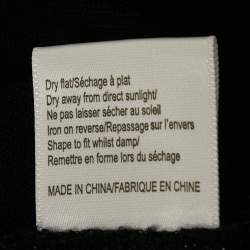 Dry flat/Séchage à plat
Dry away from direct sunlight/
Ne pas laisser sécher au soleil
Iron on reverse/Repassage sur l'envers
Shape to fit whilst damp/
Remettre en forme lors du séchage
MADE IN CHINA/FABRIQUE EN CHINE